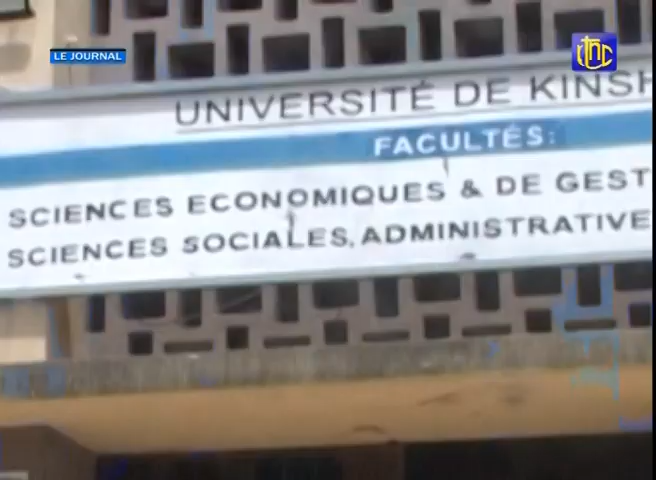 LE JOURNAL
UNIVERSITÉ DE KINSH
FACULTÉS:
SCIENCES ECONOMIQUES & DE GEST
SCIENCES SOCIALES, ADMINISTRATIVE